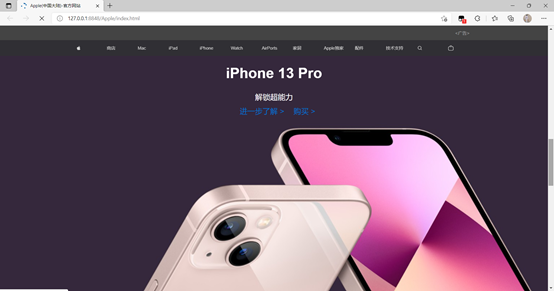 Apple(中国大陆)-官方网站
127.0.0.1:8848/Apple/index.html
×广告×
商店 Mac iPad iPhone Watch AirPorts 家居 Apple独家 配件 技术支持
iPhone 13 Pro
解锁超能力
进一步了解 > 购买 >